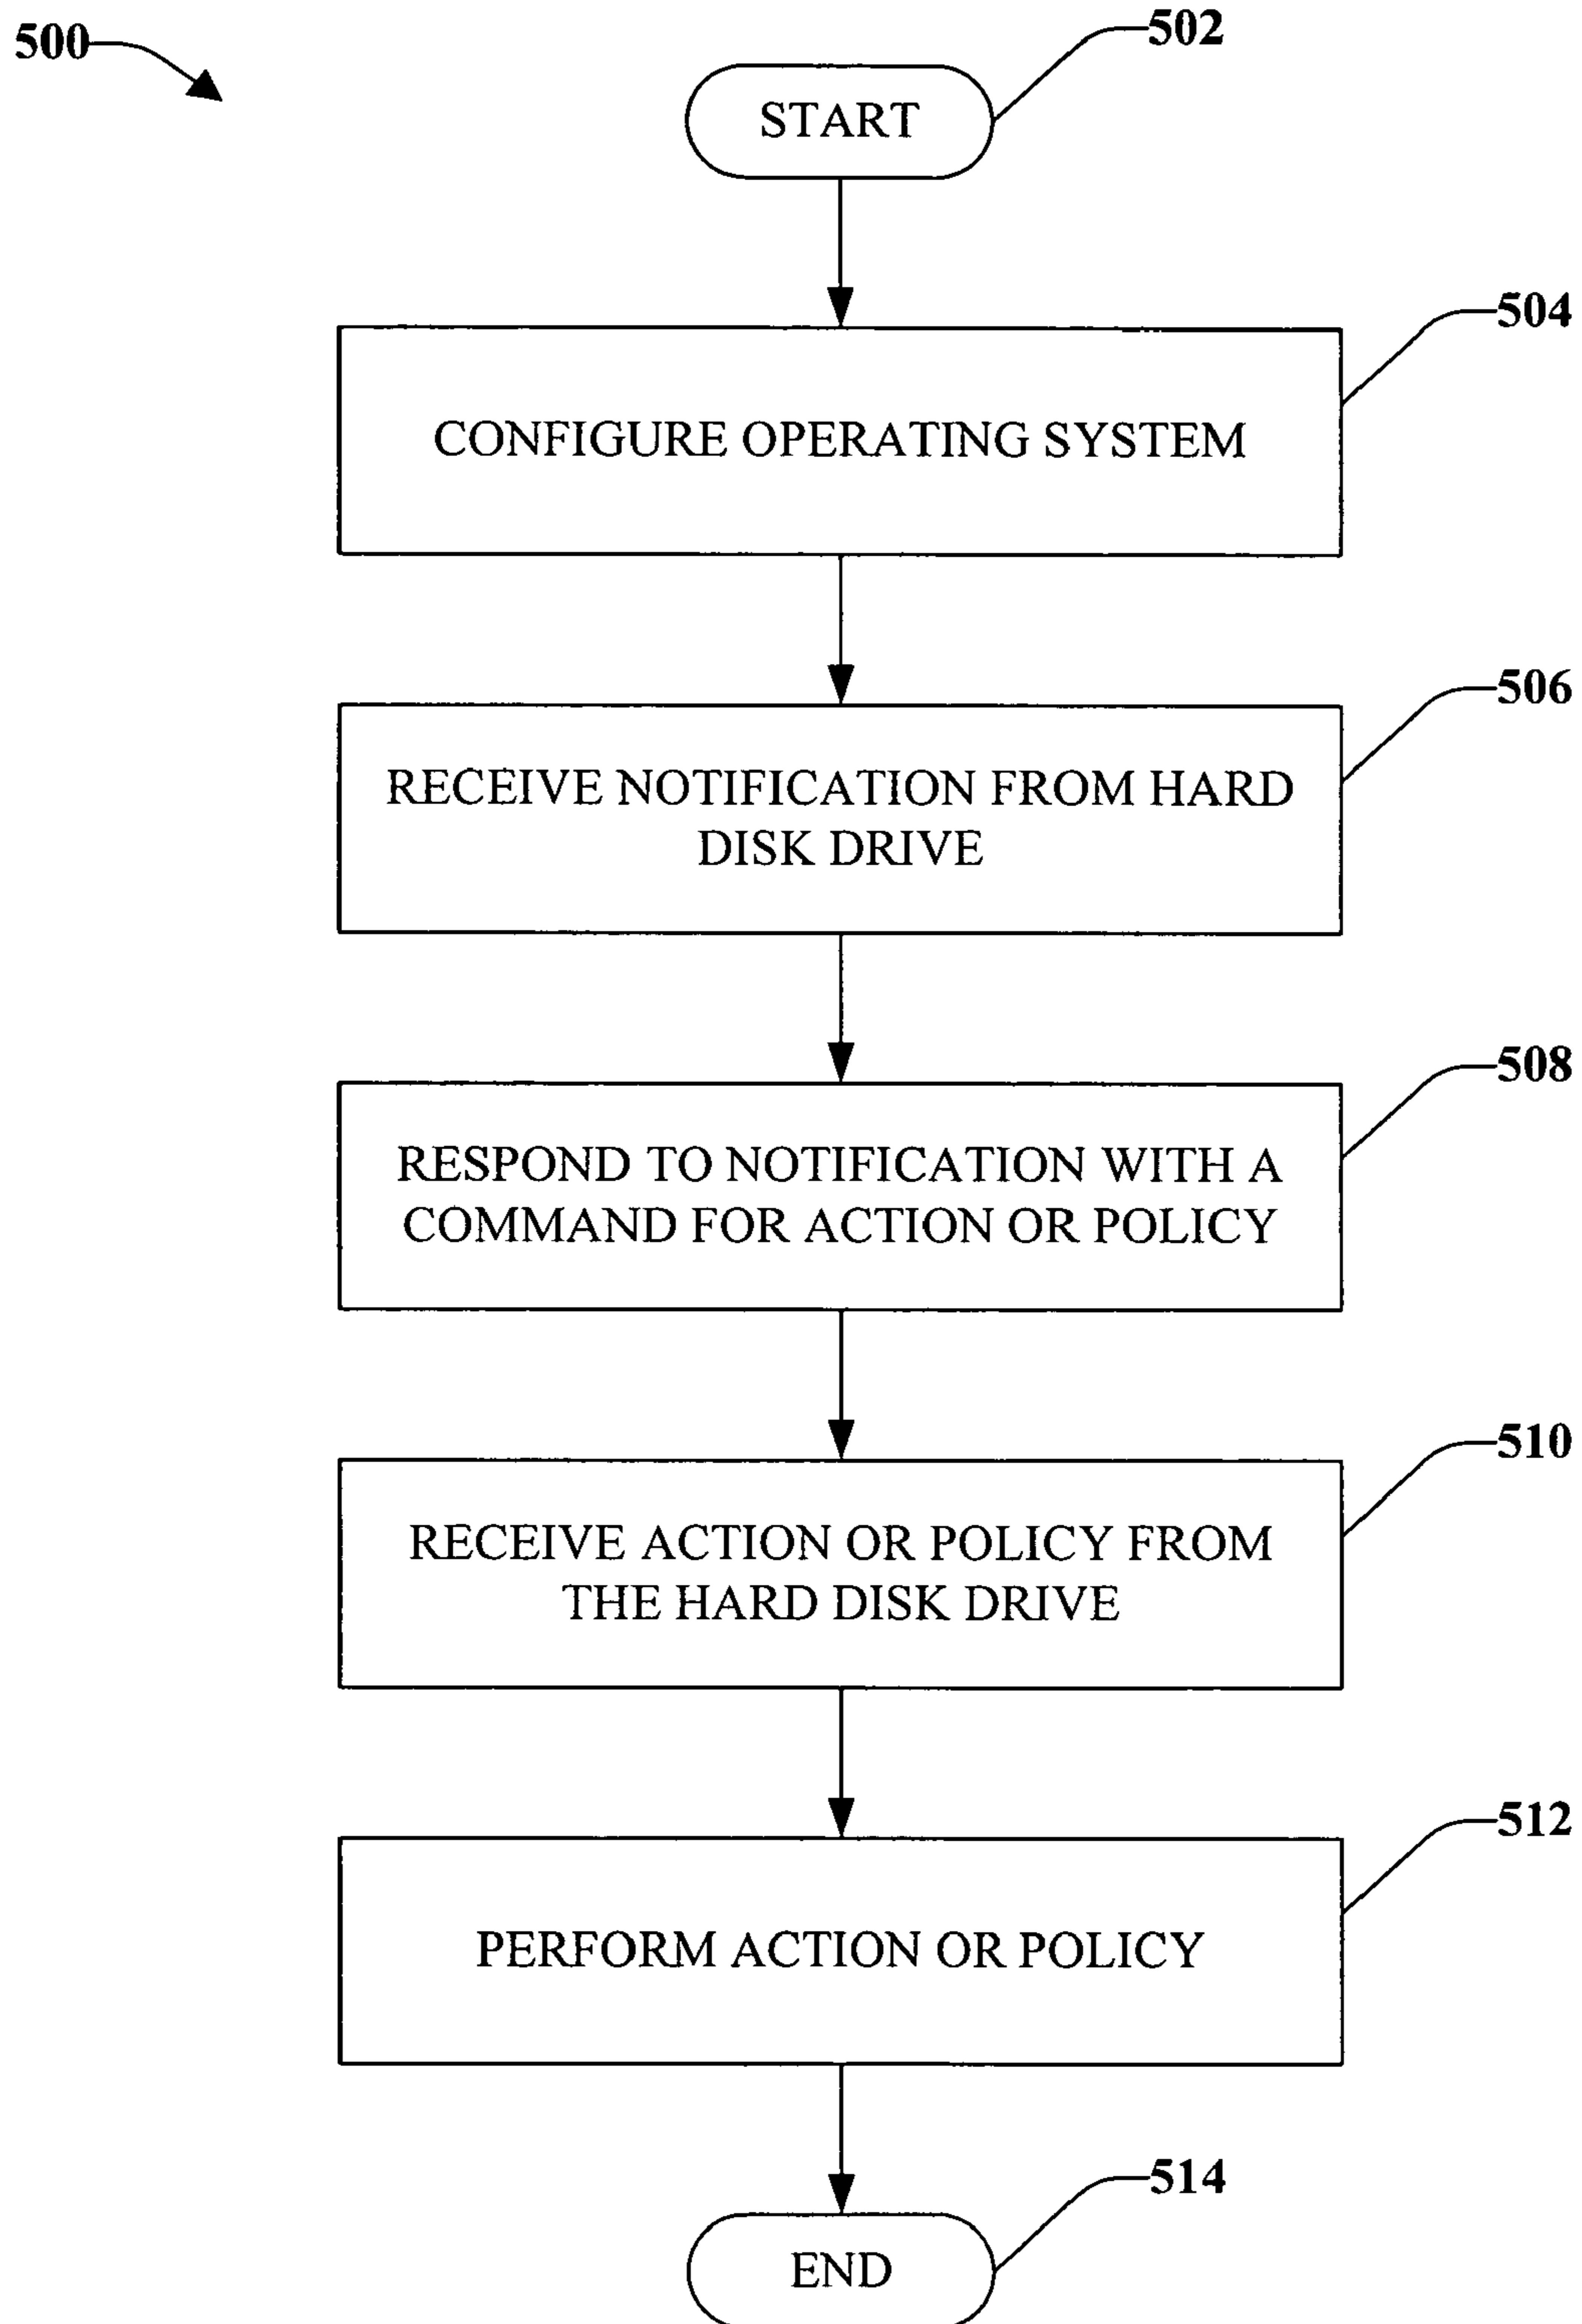 500
502
START
504
CONFIGURE OPERATING SYSTEM
506
RECEIVE NOTIFICATION FROM HARD
DISK DRIVE
508
RESPOND TO NOTIFICATION WITH A
COMMAND FOR ACTION OR POLICY
510
RECEIVE ACTION OR POLICY FROM
THE HARD DISK DRIVE
512
PERFORM ACTION OR POLICY
514
END